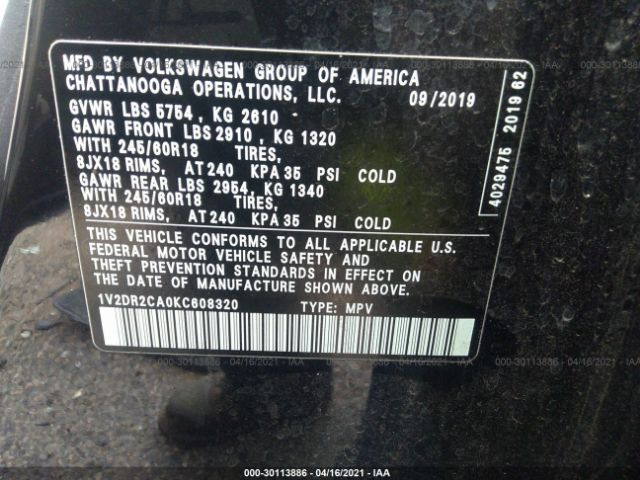 MFD BY VOLKSWAGEN GROUP OF AMERICA
CHATTANOOGA OPERATIONS, LLC. 09/2019
GVWR LBS 5754 , KG 2610
GAWR FRONT LBS 2910 , KG 1320
WITH 245/60R18 TIRES,
8JX18 RIMS, AT 240 KPA 35 PSI COLD
GAWR REAR LBS 2954, KG 1340
WITH 245/60R18 TIRES,
8JX18 RIMS, AT 240 KPA 35 PSI COLD
THIS VEHICLE CONFORMS TO ALL APPLICABLE U.S.
FEDERAL MOTOR VEHICLE SAFETY AND
THEFT PREVENTION STANDARDS IN EFFECT ON
THE DATE OF MANUFACTURE SHOWN ABOVE.
1V2DR2CA0KC608320 TYPE: MPV
4029475 2019 62
000-30113886 - 04/16/2021 - IAA